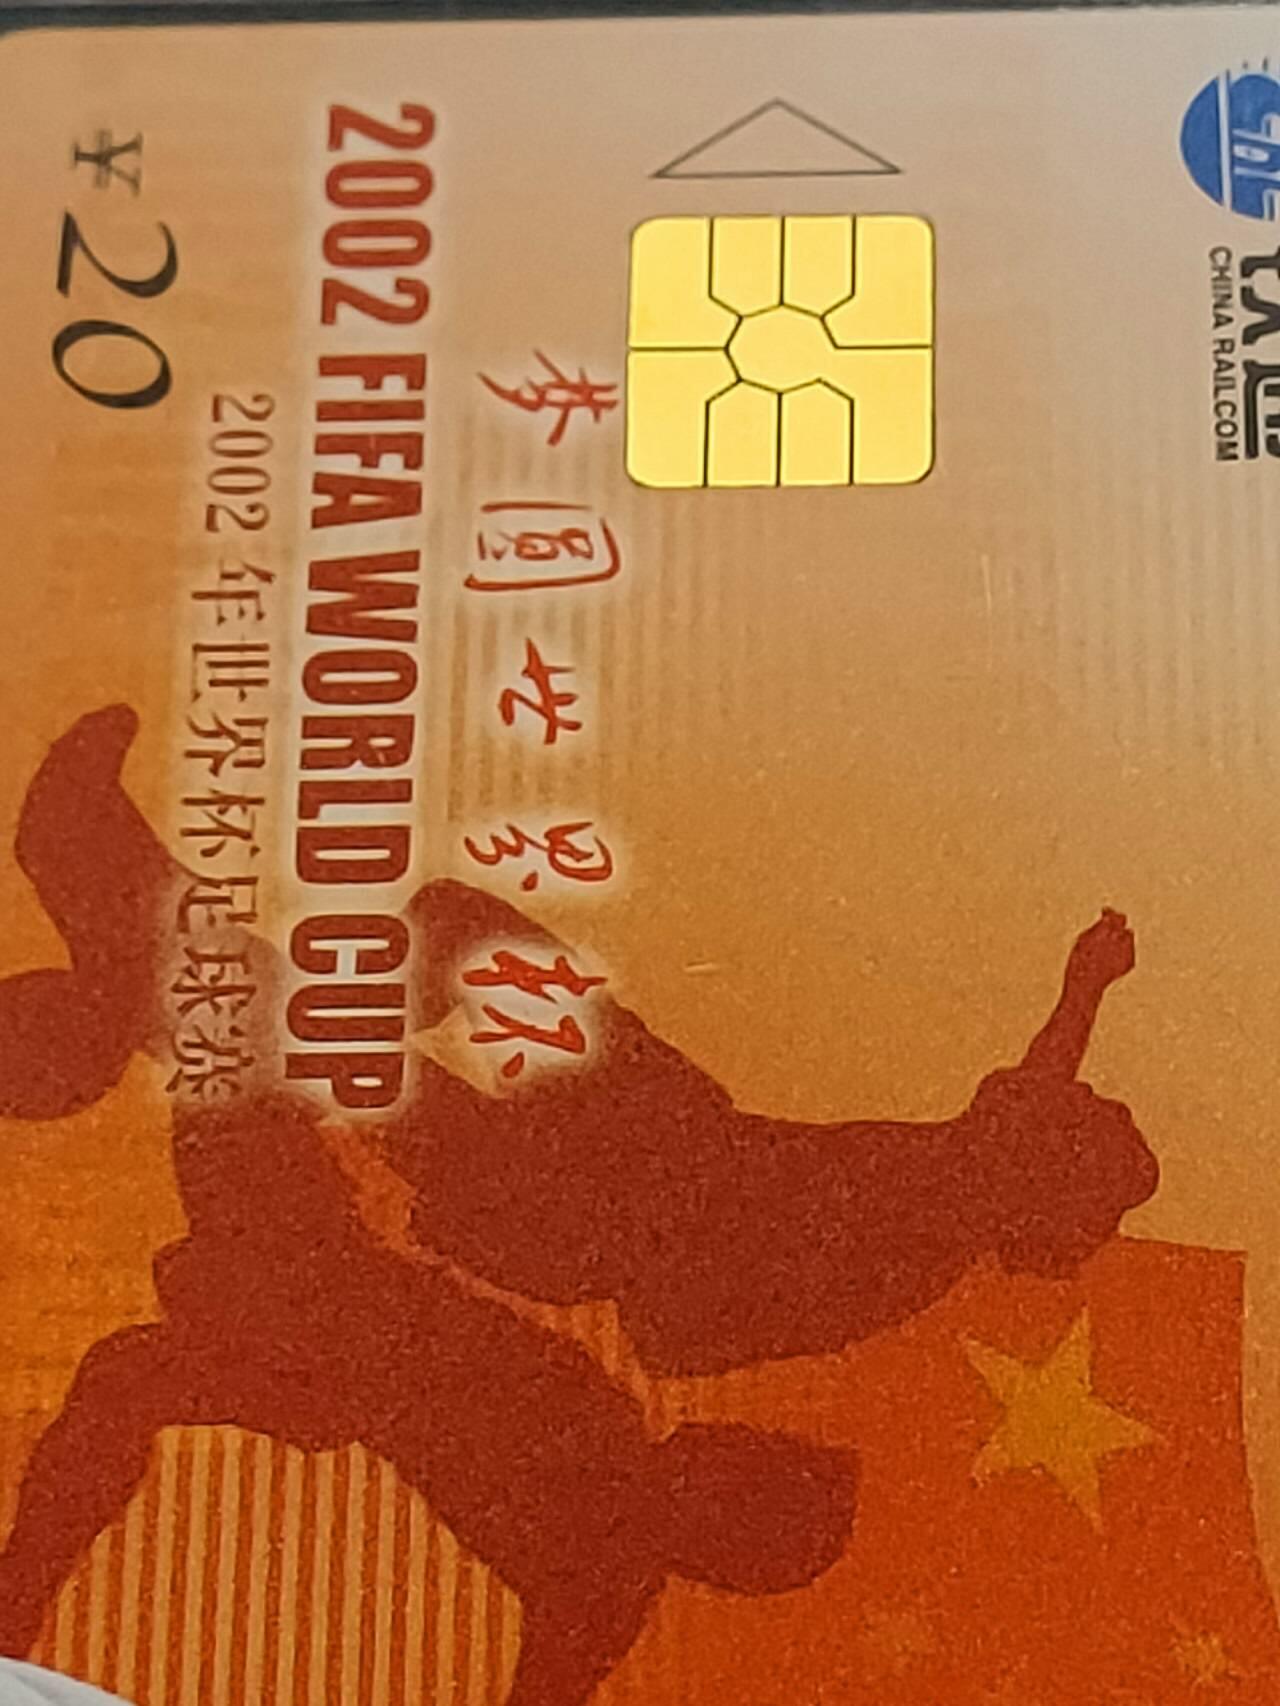 铁通
CHINA RAILCOM
梦圆世界杯
2002 FIFA WORLD CUP
2002 年世界杯足球赛
¥20